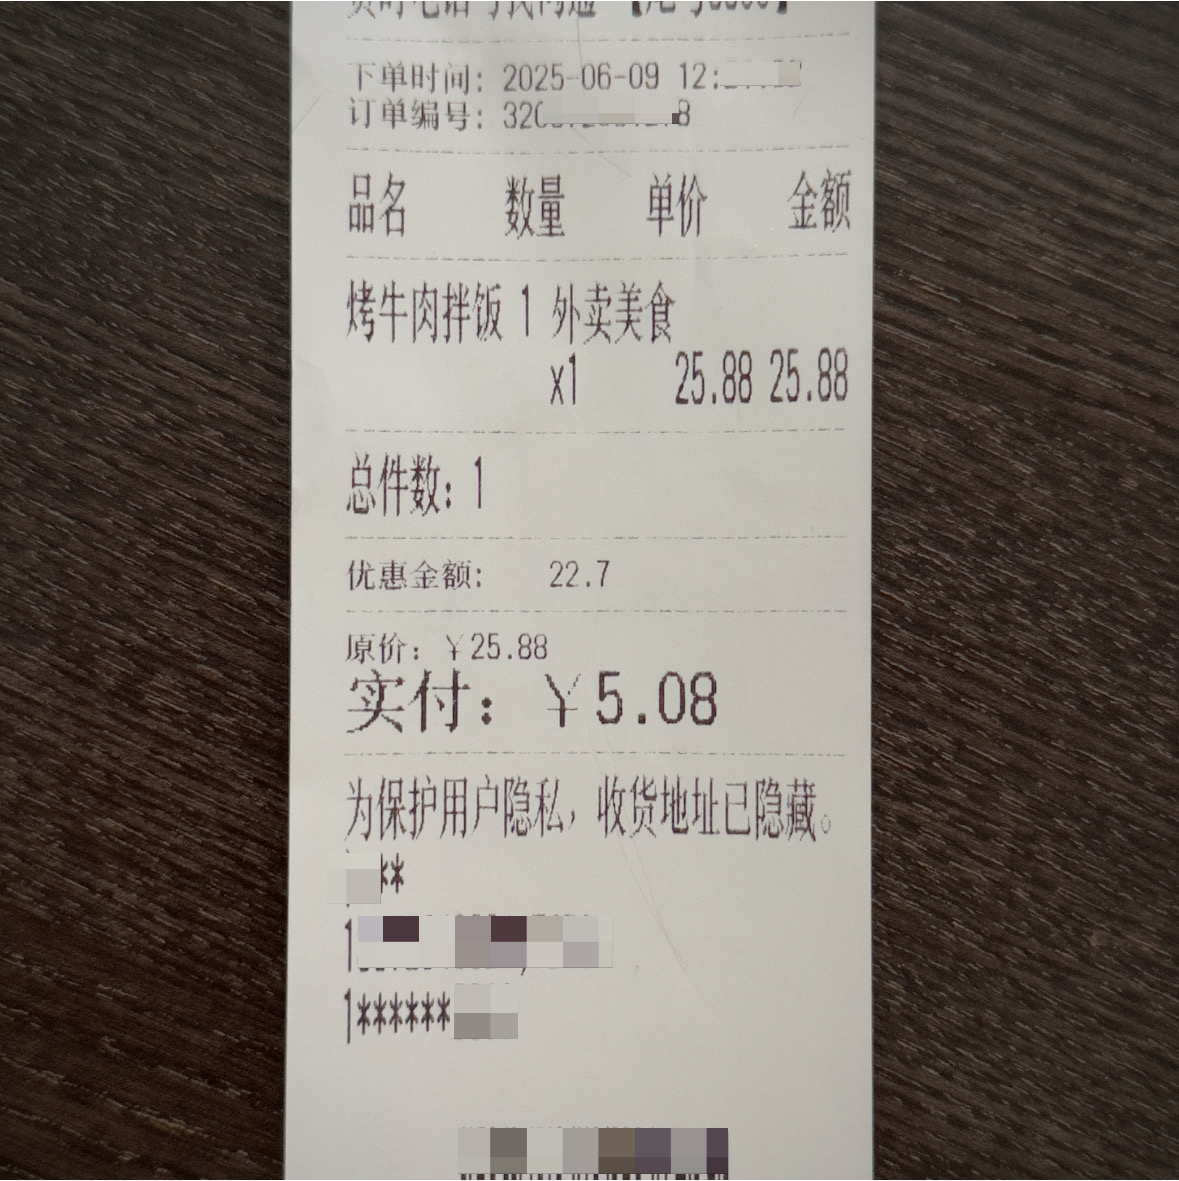 下单时间: 2025-06-09 12:
订单编号: 320
品名 数量 单价 金额
烤牛肉拌饭 1 外卖美食
x1 25.88 25.88
总件数: 1
优惠金额: 22.7
原价: ¥25.88
实付: ¥5.08
为保护用户隐私, 收货地址已隐藏。
**
1
1******